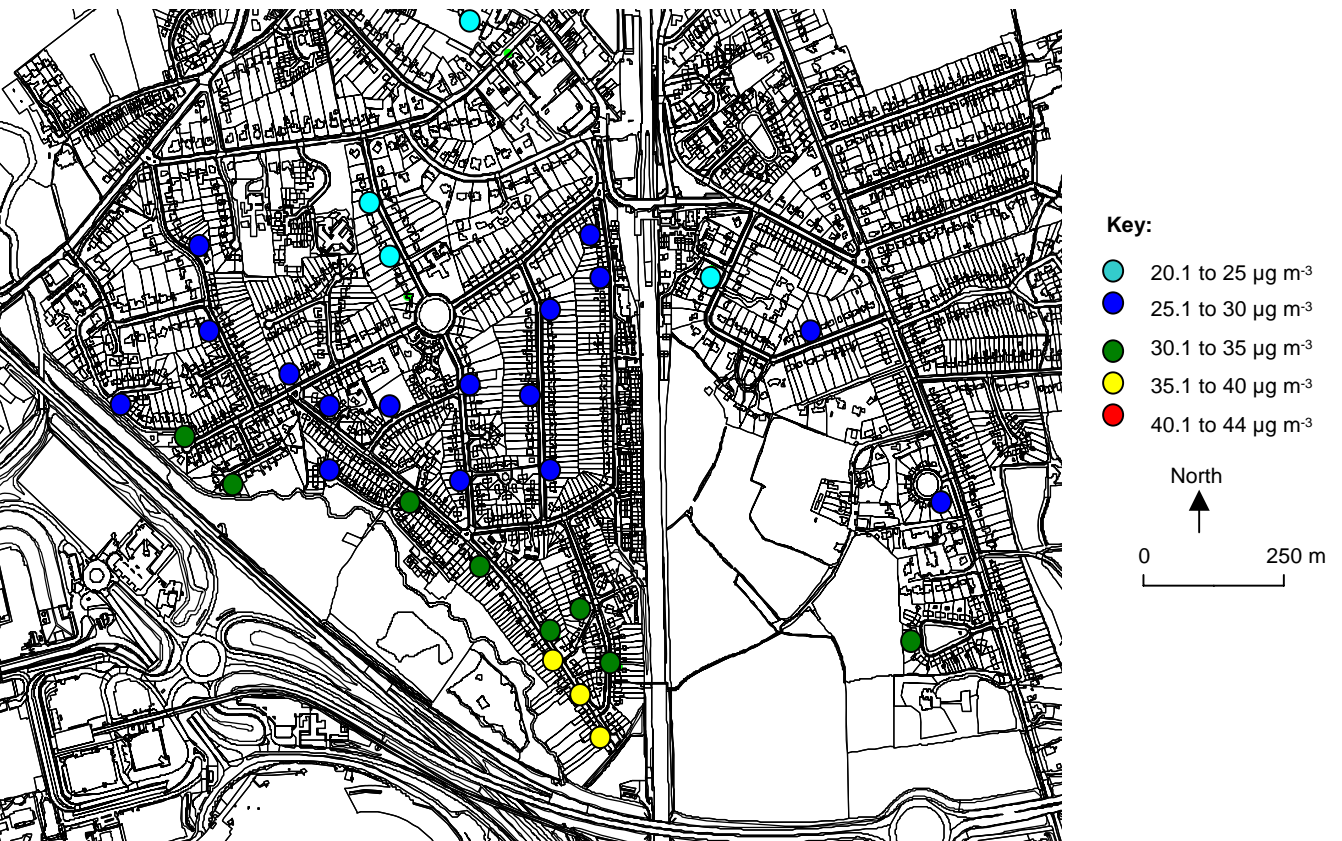 Key:
20.1 to 25 µg m⁻³
25.1 to 30 µg m⁻³
30.1 to 35 µg m⁻³
35.1 to 40 µg m⁻³
40.1 to 44 µg m⁻³
North
0 250 m